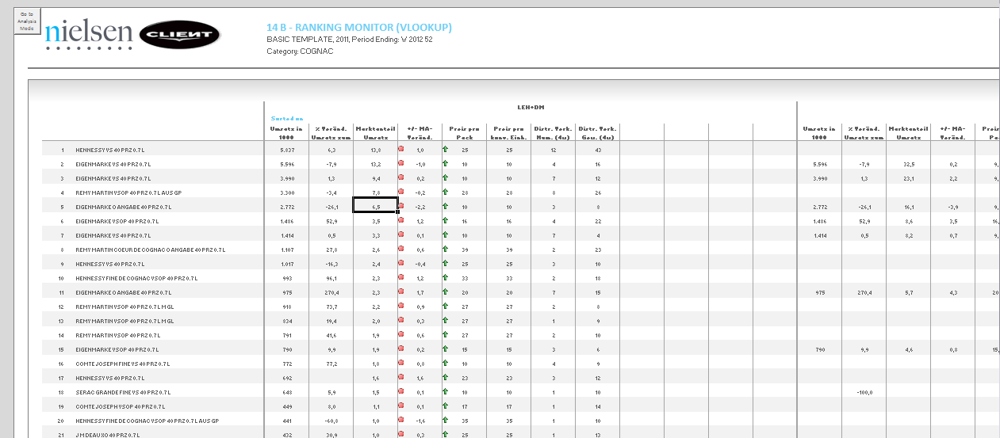 Go to
Analysis
Mode
nielsen
CLIENT
14 B - RANKING MONITOR (VLOOKUP)
BASIC TEMPLATE, 2011, Period Ending: W 2012 52
Category: COGNAC
LEH+DM
Sorted on
Umsatz in 1000 % Veränd. Umsatz zum Marktanteil Umsatz +/- MA- Veränd. Preis pro Pack Preis pro konv. Einh. Distr. Verk. Num. (4w) Distr. Verk. Gew. (4w) Umsatz in 1000 % Veränd. Umsatz zum Marktanteil Umsatz +/- MA- Veränd.
1 HENNESSY VS 40 PRZ 0.7 L 5.837 6,3 13,8 1,0 25 25 12 43
2 EIGENMARKE VS 40 PRZ 0.7 L 5.596 -7,9 13,2 -1,0 10 10 4 16 5.596 -7,9 32,5 0,2 9,
3 EIGENMARKE VS 40 PRZ 0.7 L 3.990 1,3 9,4 0,2 10 10 7 12 3.990 1,3 23,1 2,2 9,
4 REMY MARTIN VSOP 40 PRZ 0.7 L AUS GP 3.300 -3,4 7,8 -0,2 28 28 8 26
5 EIGENMARKE O ANGABE 40 PRZ 0.7 L 2.772 -26,1 6,5 -2,2 10 10 3 8 2.772 -26,1 16,1 -3,9 9,
6 EIGENMARKE VSOP 40 PRZ 0.7 L 1.486 52,9 3,5 1,2 16 16 4 22 1.486 52,9 8,6 3,5 16,
7 EIGENMARKE VS 40 PRZ 0.7 L 1.414 0,5 3,3 0,1 10 10 7 4 1.414 0,5 8,2 0,7 9,
8 REMY MARTIN COEUR DE COGNAC O ANGABE 40 PRZ 0.7 L 1.107 27,8 2,6 0,6 39 39 2 23
9 HENNESSY VS 40 PRZ 0.7 L 1.017 -16,3 2,4 -0,4 25 25 3 10
10 HENNESSY FINE DE COGNAC VSOP 40 PRZ 0.7 L 993 96,1 2,3 1,2 33 33 2 18
11 EIGENMARKE O ANGABE 40 PRZ 0.7 L 975 270,4 2,3 1,7 20 20 7 15 975 270,4 5,7 4,3 20
12 REMY MARTIN VSOP 40 PRZ 0.7 L M GL 918 73,7 2,2 0,9 27 27 2 8
13 REMY MARTIN VSOP 40 PRZ 0.7 L M GL 834 19,4 2,0 0,3 27 27 1 9
14 REMY MARTIN VSOP 40 PRZ 0.7 L 791 41,6 1,9 0,6 27 27 2 10
15 EIGENMARKE VSOP 40 PRZ 0.7 L 790 9,9 1,9 0,2 15 15 3 6 790 9,9 4,6 0,8 15,
16 COMTE JOSEPH FINE VS 40 PRZ 0.7 L 772 77,2 1,8 0,8 10 10 4 9
17 HENNESSY VS 40 PRZ 0.7 L 692 1,6 1,6 23 23 3 12
18 SERAC GRANDE FINE VS 40 PRZ 0.7 L 648 5,9 1,5 0,1 10 10 1 10 -100,0
19 COMTE JOSEPH VSOP 40 PRZ 0.7 L 449 8,0 1,1 0,1 17 17 1 14
20 HENNESSY FINE DE COGNAC VSOP 40 PRZ 0.7 L AUS GP 441 -60,8 1,0 -1,6 35 35 1 10
21 J M DEAUX O 40 PRZ 0.7 L 432 30,9 1,0 0,3 25 25 1 13